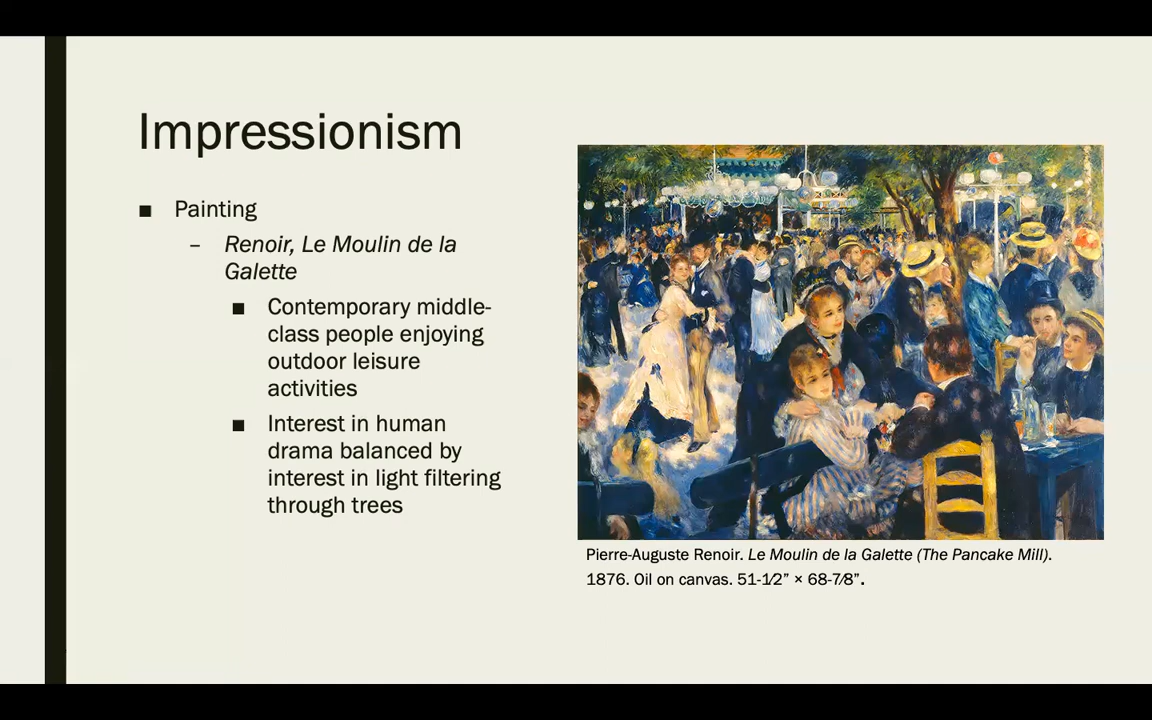 Impressionism
■ Painting
– Renoir, Le Moulin de la
Galette
■ Contemporary middle-
class people enjoying
outdoor leisure
activities
■ Interest in human
drama balanced by
interest in light filtering
through trees
Pierre-Auguste Renoir. Le Moulin de la Galette (The Pancake Mill).
1876. Oil on canvas. 51-1/2” × 68-7/8”.